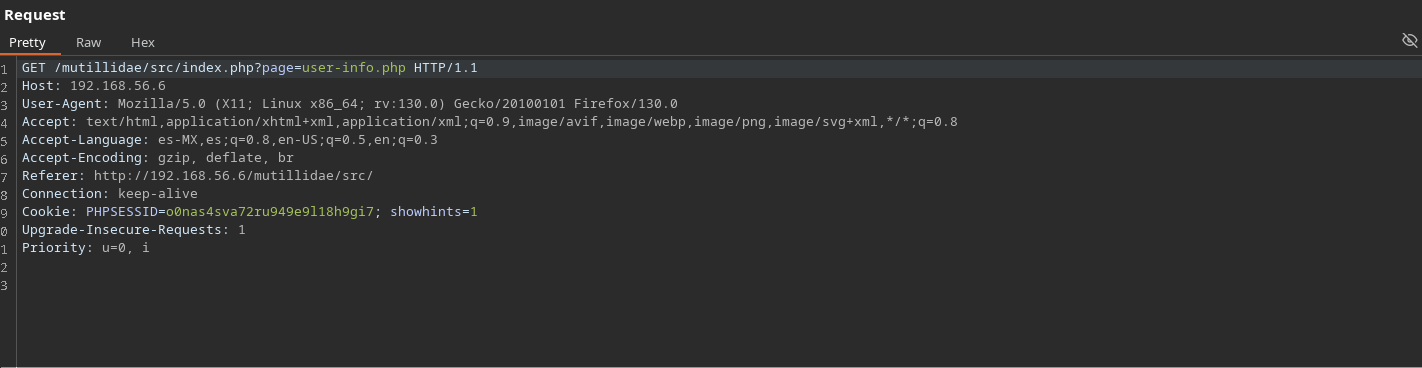 Request
Pretty Raw Hex
1 GET /mutillidae/src/index.php?page=user-info.php HTTP/1.1
2 Host: 192.168.56.6
3 User-Agent: Mozilla/5.0 (X11; Linux x86_64; rv:130.0) Gecko/20100101 Firefox/130.0
4 Accept: text/html,application/xhtml+xml,application/xml;q=0.9,image/avif,image/webp,image/png,image/svg+xml,*/*;q=0.8
5 Accept-Language: es-MX,es;q=0.8,en-US;q=0.5,en;q=0.3
6 Accept-Encoding: gzip, deflate, br
7 Referer: http://192.168.56.6/mutillidae/src/
8 Connection: keep-alive
9 Cookie: PHPSESSID=o0nas4sva72ru949e9l18h9gi7; showhints=1
0 Upgrade-Insecure-Requests: 1
1 Priority: u=0, i
2
3